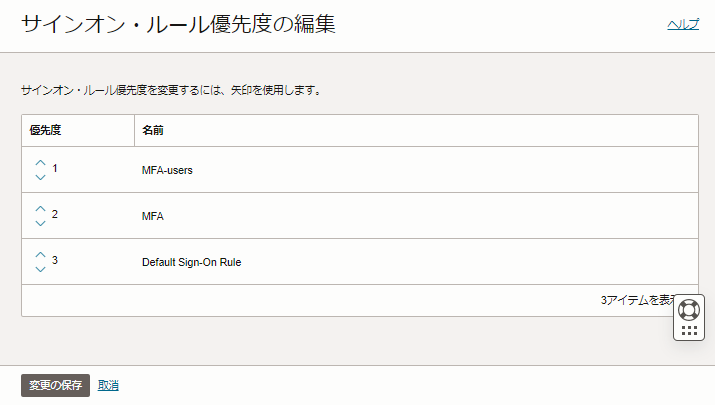 サインオン・ルール優先度の編集
ヘルプ
サインオン・ルール優先度を変更するには、矢印を使用します。
優先度 名前
1 MFA-users
2 MFA
3 Default Sign-On Rule
3アイテムを表
変更の保存 取消